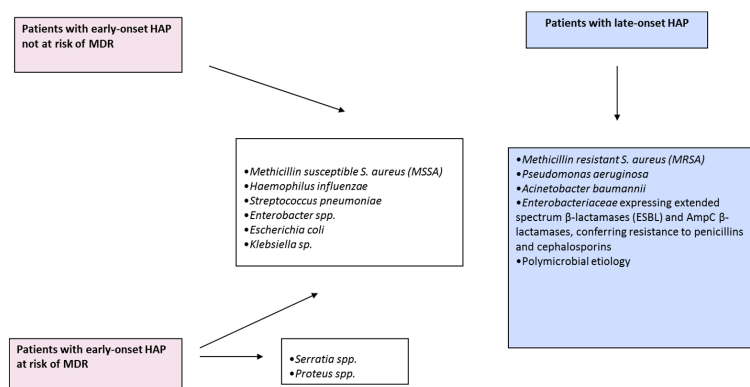 Patients with early-onset HAP
not at risk of MDR
Patients with late-onset HAP
•Methicillin susceptible S. aureus (MSSA)
•Haemophilus influenzae
•Streptococcus pneumoniae
•Enterobacter spp.
•Escherichia coli
•Klebsiella sp.
•Methicillin resistant S. aureus (MRSA)
•Pseudomonas aeruginosa
•Acinetobacter baumannii
•Enterobacteriaceae expressing extended
spectrum β-lactamases (ESBL) and AmpC β-
lactamases, conferring resistance to penicillins
and cephalosporins
•Polymicrobial etiology
Patients with early-onset HAP
at risk of MDR
•Serratia spp.
•Proteus spp.